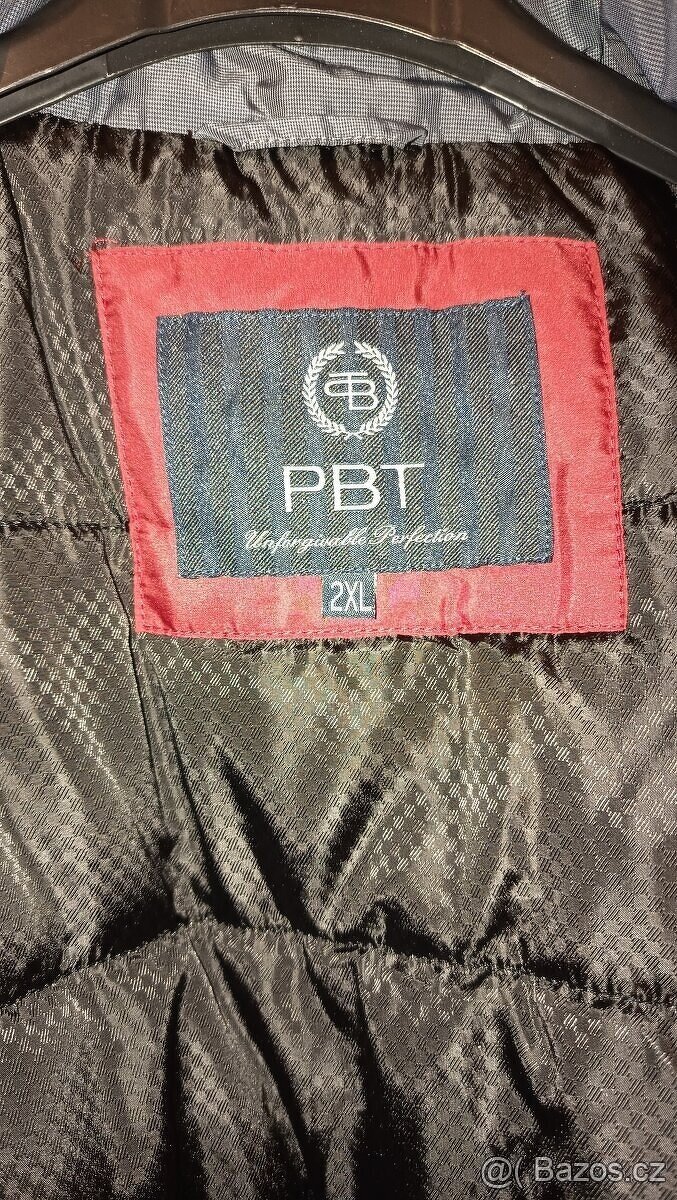 PBT
Unforgivable Perfection
2XL
@( Bazos.cz